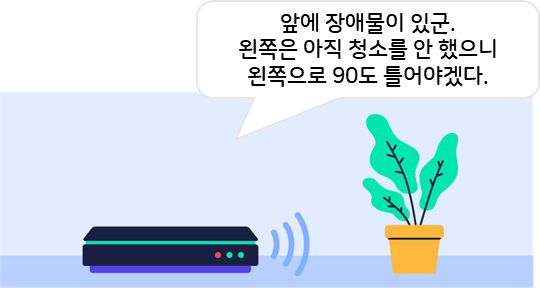 앞에 장애물이 있군.
왼쪽은 아직 청소를 안 했으니
왼쪽으로 90도 틀어야겠다.